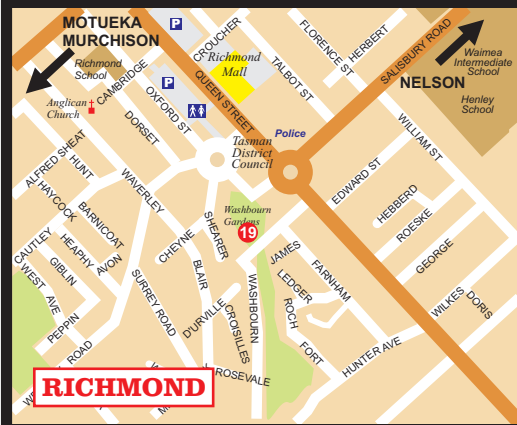 MOTUEKA
MURCHISON
Richmond
School
Anglican
Church
CAMBRIDGE
OXFORD ST
DORSET
P
P
CROUCHER
Richmond
Mall
QUEEN STREET
TALBOT ST
FLORENCE ST
HERBERT
SALISBURY ROAD
NELSON
Waimea
Intermediate
School
Henley
School
WILLIAM ST
Police
Tasman
District
Council
ALFRED SHEAT
HUNT
HAYCOCK
BARNICOAT
WAVERLEY
CAUTLEY
HEAPHY
GIBLIN
AVON
WEST AVE
PEPPIN
CHEYNE
SHEARER
BLAIR
SURREY ROAD
Washbourn
Gardens
19
WASHBOURN
D'URVILLE
CROISILLES
ROSEVALE
EDWARD ST
HEBBERD
ROESKE
GEORGE
JAMES
LEDGER
ROCH
FARNHAM
FORT
HUNTER AVE
WILKES
DORIS
ROAD
RICHMOND